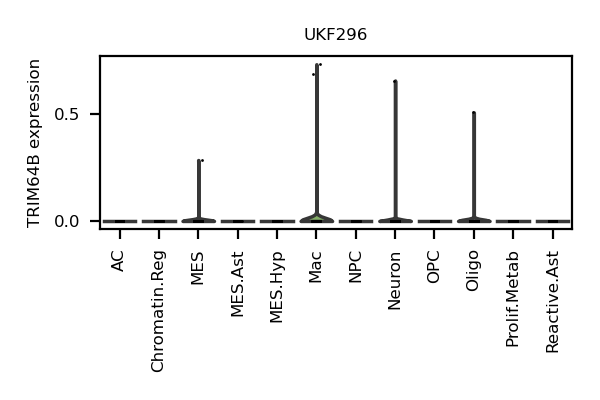 UKF296
TRIM64B expression
0.5
0.0
AC
Chromatin.Reg
MES
MES.Ast
MES.Hyp
Mac
NPC
Neuron
OPC
Oligo
Prolif.Metab
Reactive.Ast